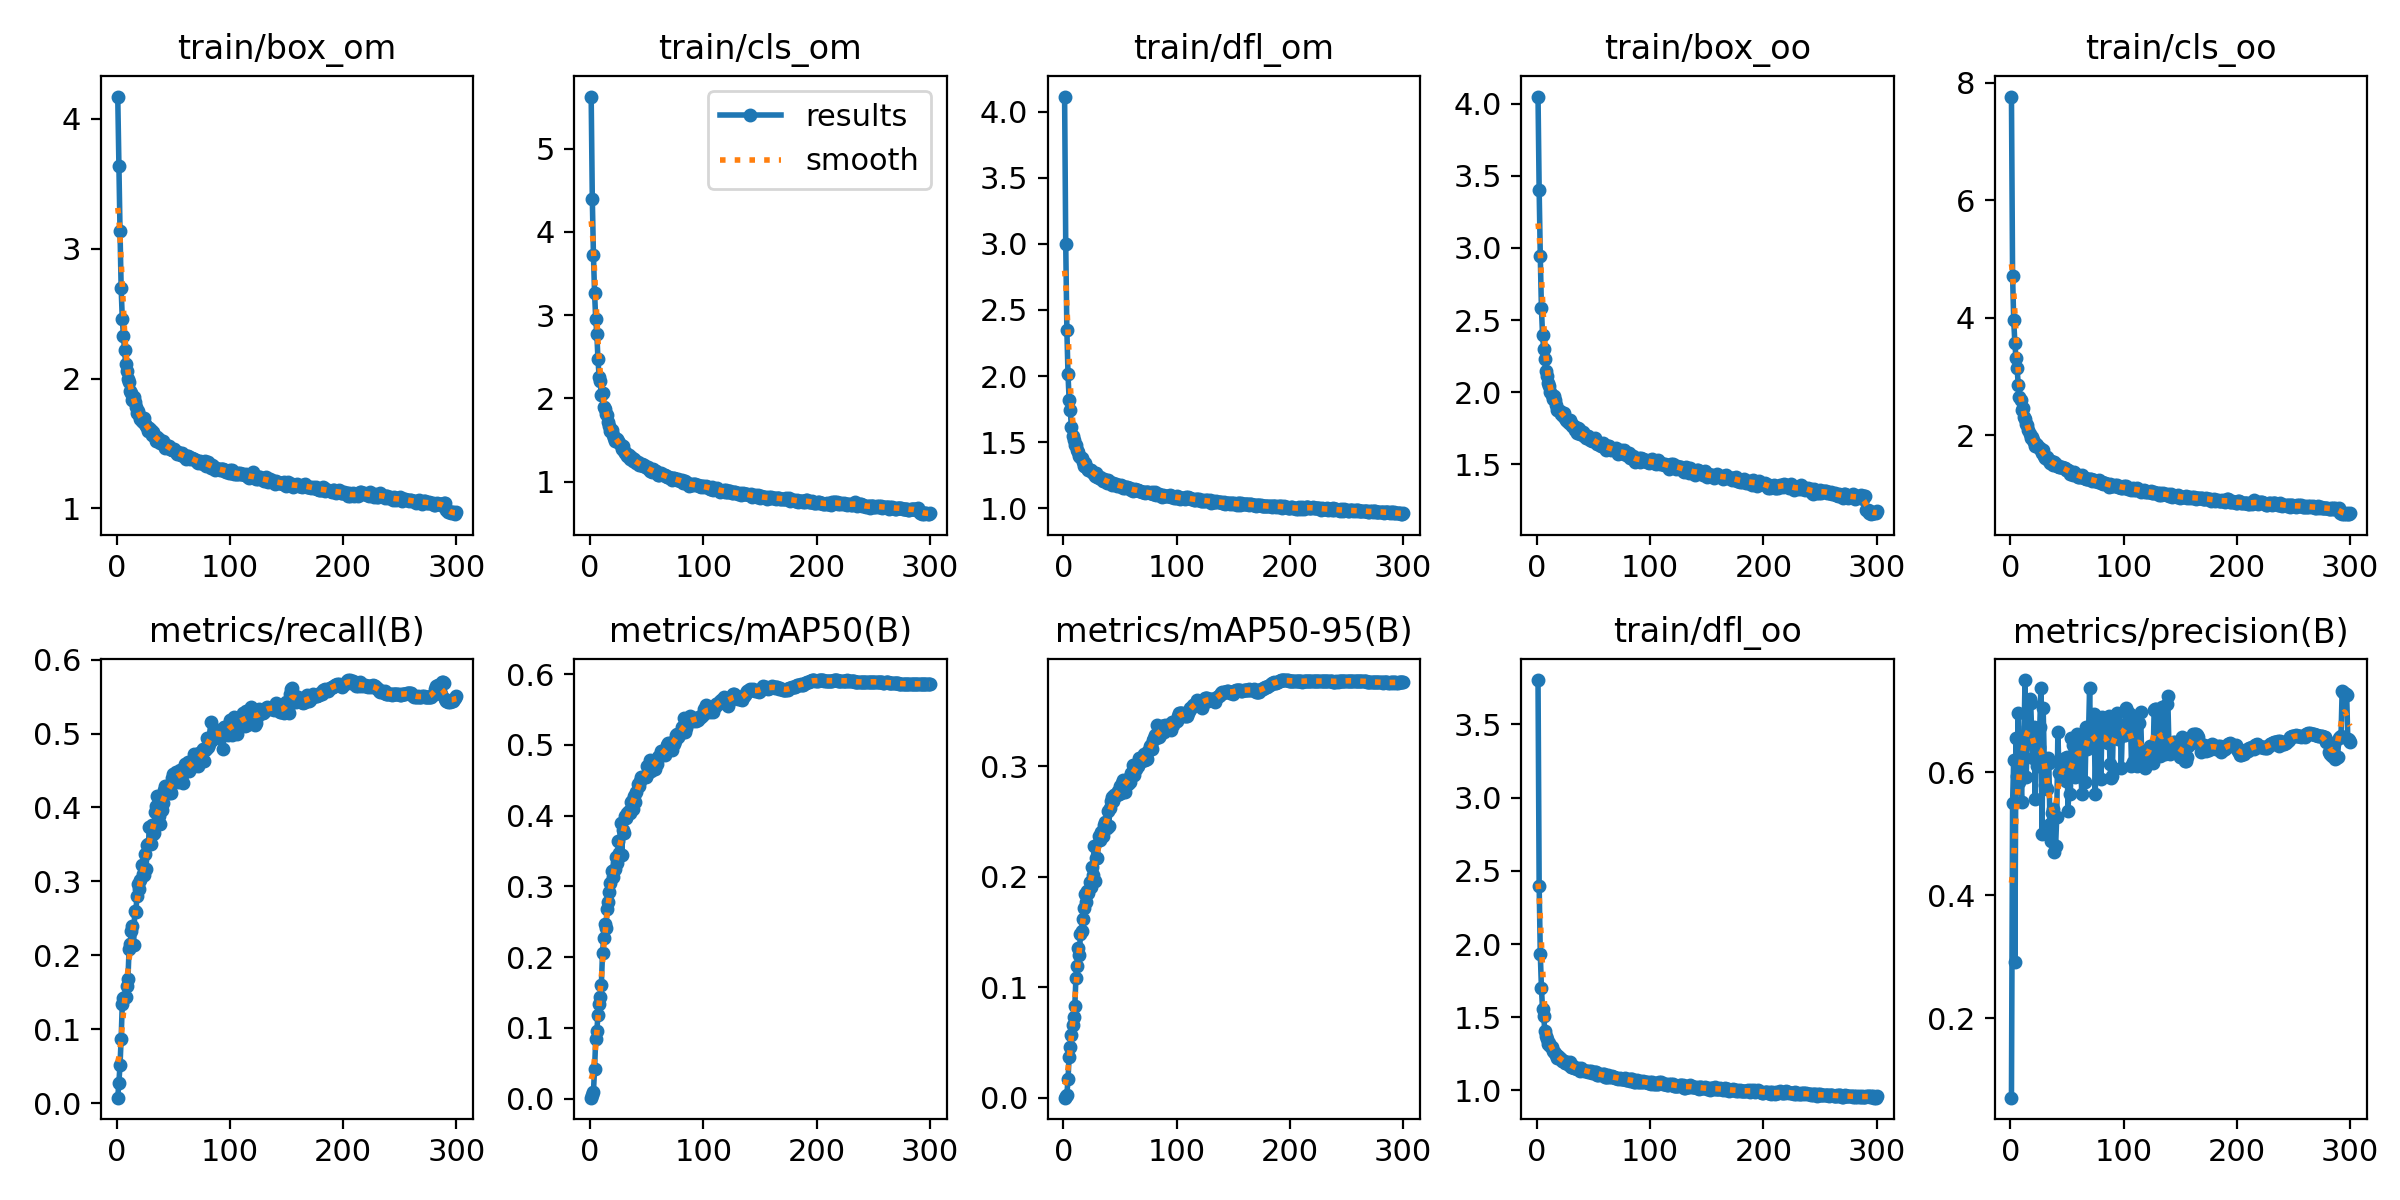 train/box_om
train/cls_om
train/dfl_om
train/box_oo
train/cls_oo
4
3
2
1
0 100 200 300
results
smooth
5
4
3
2
1
0 100 200 300
4.0
3.5
3.0
2.5
2.0
1.5
1.0
0 100 200 300
4.0
3.5
3.0
2.5
2.0
1.5
0 100 200 300
8
6
4
2
0 100 200 300
metrics/recall(B)
metrics/mAP50(B)
metrics/mAP50-95(B)
train/dfl_oo
metrics/precision(B)
0.6
0.5
0.4
0.3
0.2
0.1
0.0
0 100 200 300
0.6
0.5
0.4
0.3
0.2
0.1
0.0
0 100 200 300
0.3
0.2
0.1
0.0
0 100 200 300
3.5
3.0
2.5
2.0
1.5
1.0
0 100 200 300
0.6
0.4
0.2
0 100 200 300